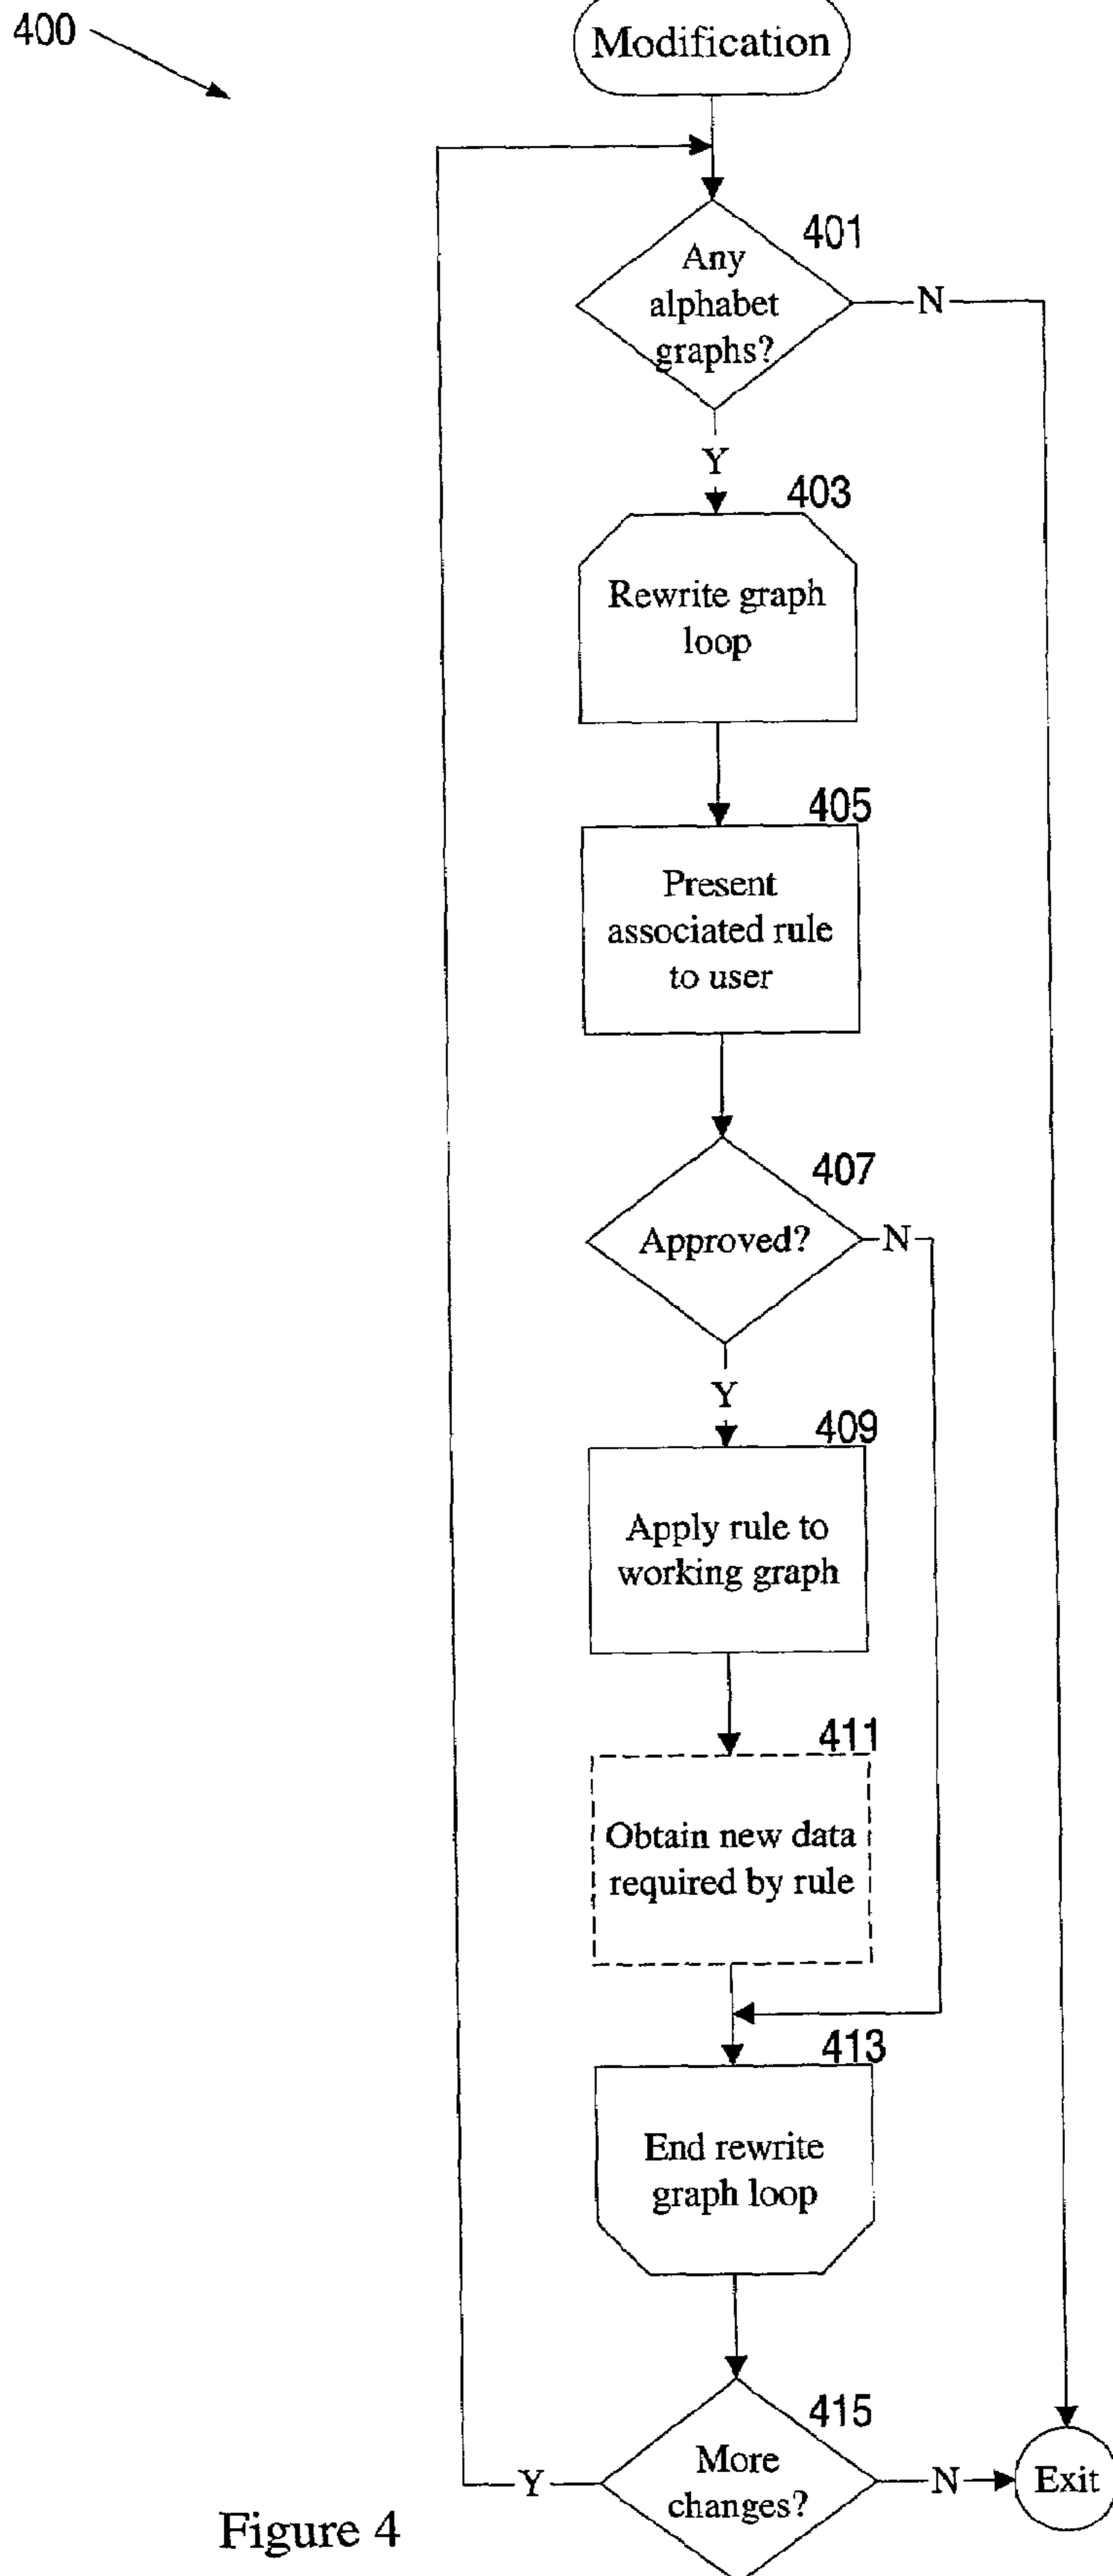 400
Modification
401
Any
alphabet
graphs?
N
Y
403
Rewrite graph
loop
405
Present
associated rule
to user
407
Approved?
N
Y
409
Apply rule to
working graph
411
Obtain new data
required by rule
413
End rewrite
graph loop
415
More
changes?
Y
N
Exit
Figure 4